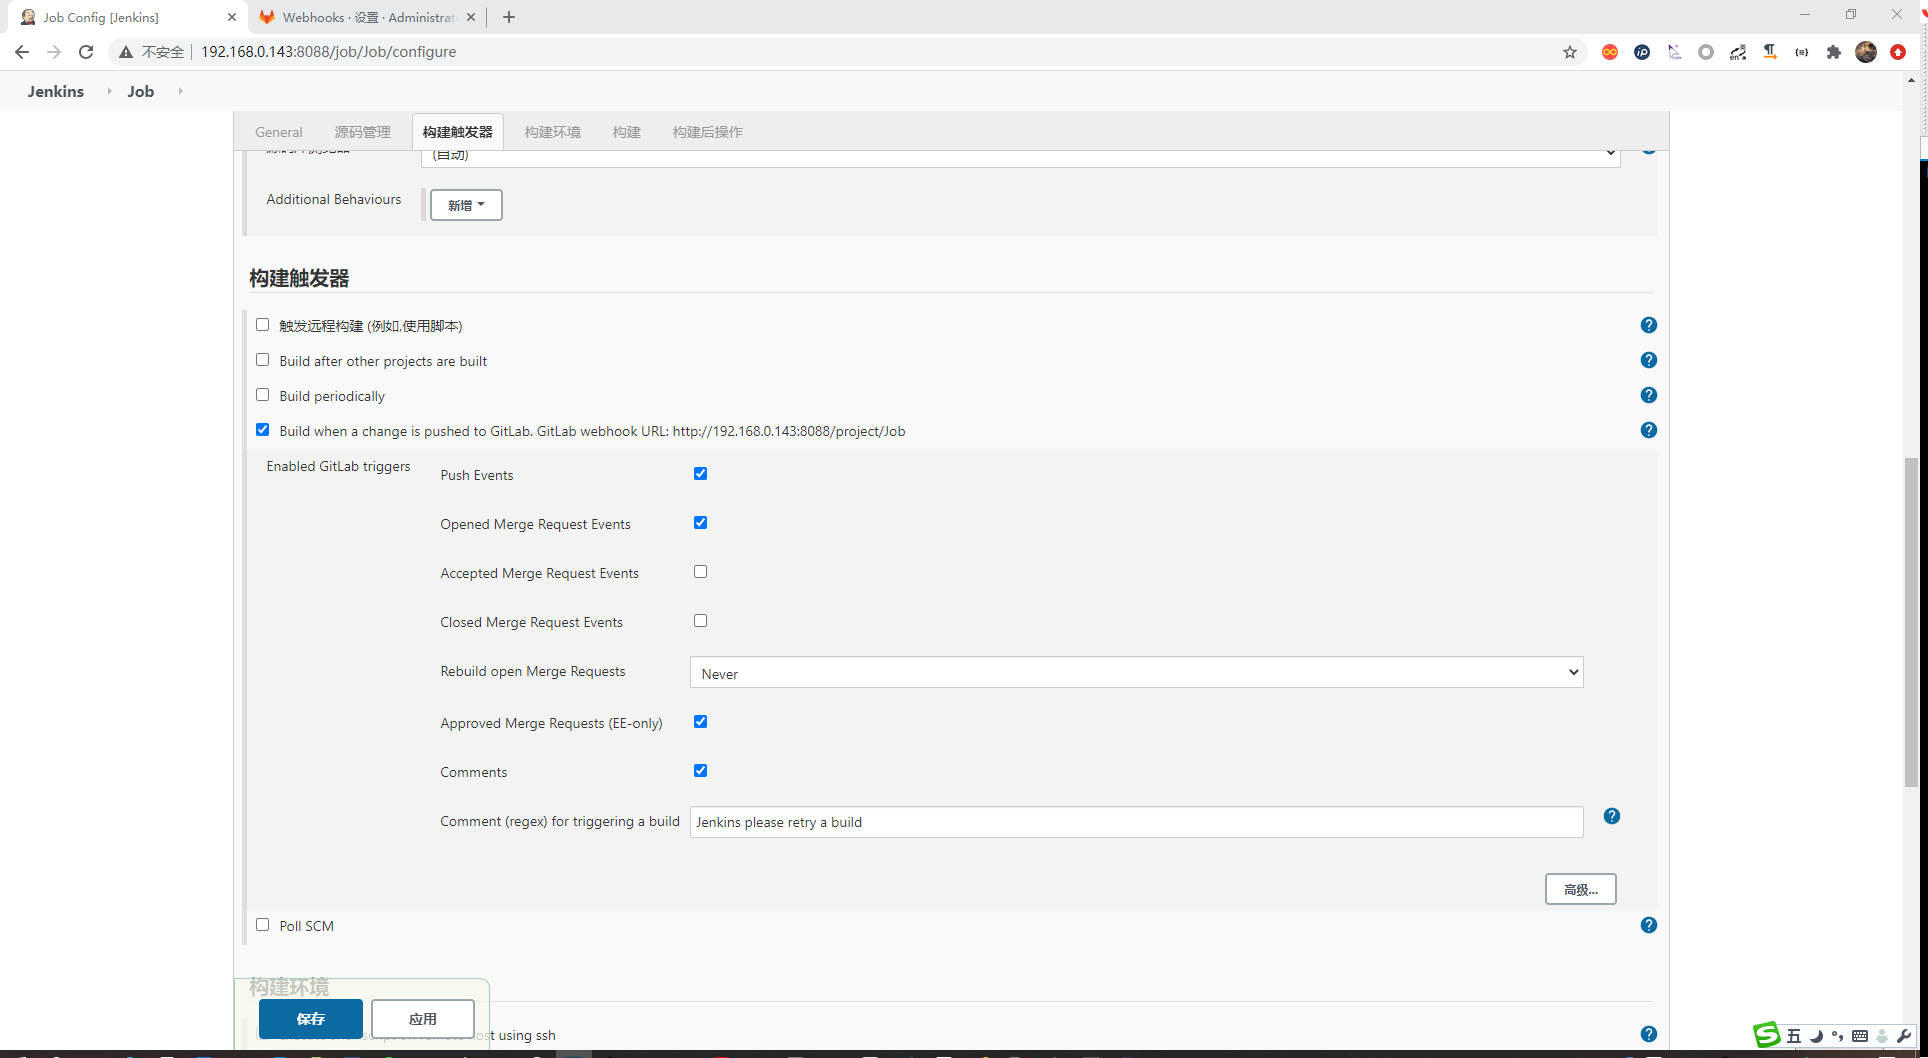 Job Config [Jenkins]
Webhooks · 设置 · Administrat
不安全
192.168.0.143:8088/job/Job/configure
Jenkins
Job
General
源码管理
构建触发器
构建环境
构建
构建后操作
(自动)
Additional Behaviours
新增
构建触发器
触发远程构建 (例如,使用脚本)
Build after other projects are built
Build periodically
Build when a change is pushed to GitLab. GitLab webhook URL: http://192.168.0.143:8088/project/Job
Enabled GitLab triggers
Push Events
Opened Merge Request Events
Accepted Merge Request Events
Closed Merge Request Events
Rebuild open Merge Requests
Never
Approved Merge Requests (EE-only)
Comments
Comment (regex) for triggering a build
Jenkins please retry a build
高级...
Poll SCM
构建环境
保存
应用
using ssh
五